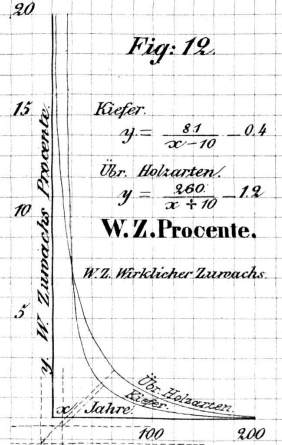 20
Fig: 12.
15
Kiefer.
y = 81 / x - 10 - 0.4
Übr. Holzarten.
y = 260 / x + 10 - 1.2
10
W. Z. Procente.
y W. Zuwachs Procente.
W. Z. Wirklicher Zuwachs
5
Übr. Holzarten.
Kiefer.
x Jahre.
100
200